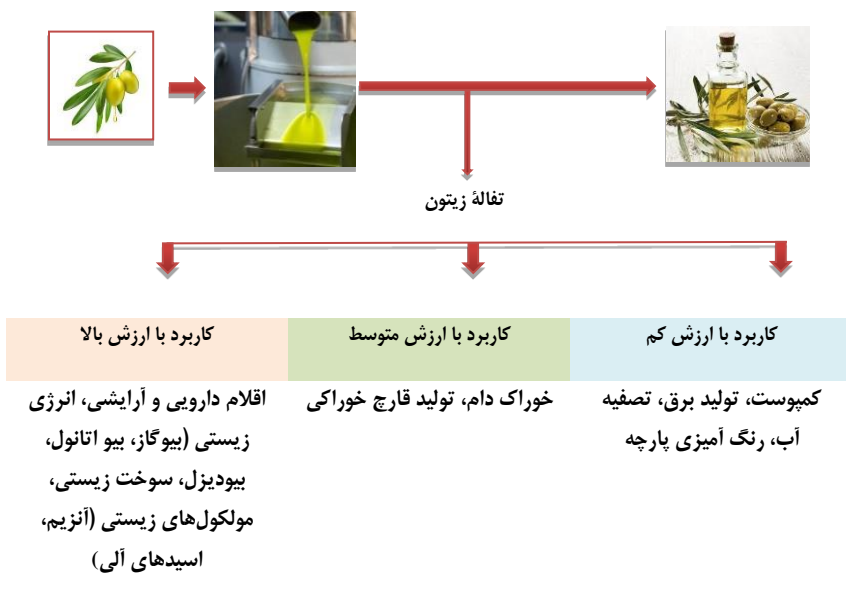 تفالهٔ زیتون
کاربرد با ارزش کم
کاربرد با ارزش متوسط
کاربرد با ارزش بالا
کمپوست، تولید برق، تصفیه
آب، رنگ آمیزی پارچه
خوراک دام، تولید قارچ خوراکی
اقلام دارویی و آرایشی، انرژی
زیستی (بیوگاز، بیو اتانول،
بیودیزل، سوخت زیستی،
مولکول‌های زیستی (آنزیم،
اسیدهای آلی)